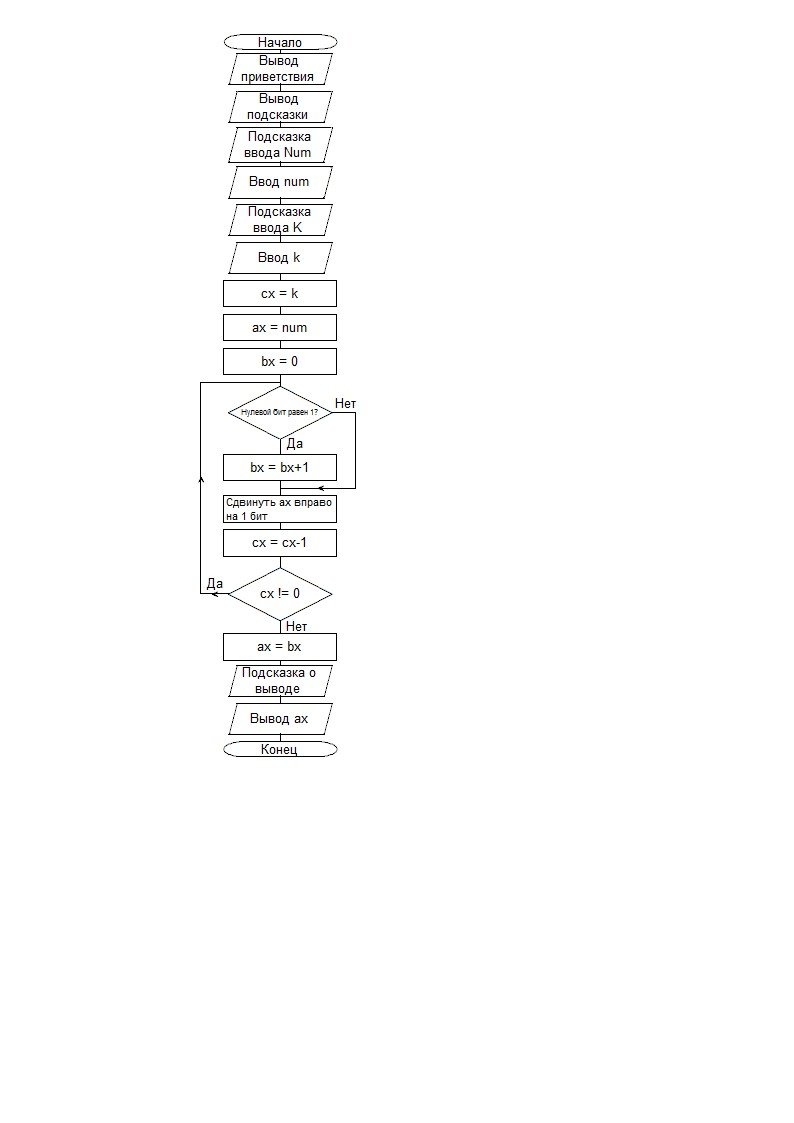 Начало
Вывод
приветствия
Вывод
подсказки
Подсказка
ввода Num
Ввод num
Подсказка
ввода K
Ввод k
cx = k
ax = num
bx = 0
Нулевой бит равен 1?
Нет
Да
bx = bx+1
Сдвинуть ax вправо
на 1 бит
cx = cx-1
Да
cx != 0
Нет
ax = bx
Подсказка о
выводе
Вывод ax
Конец